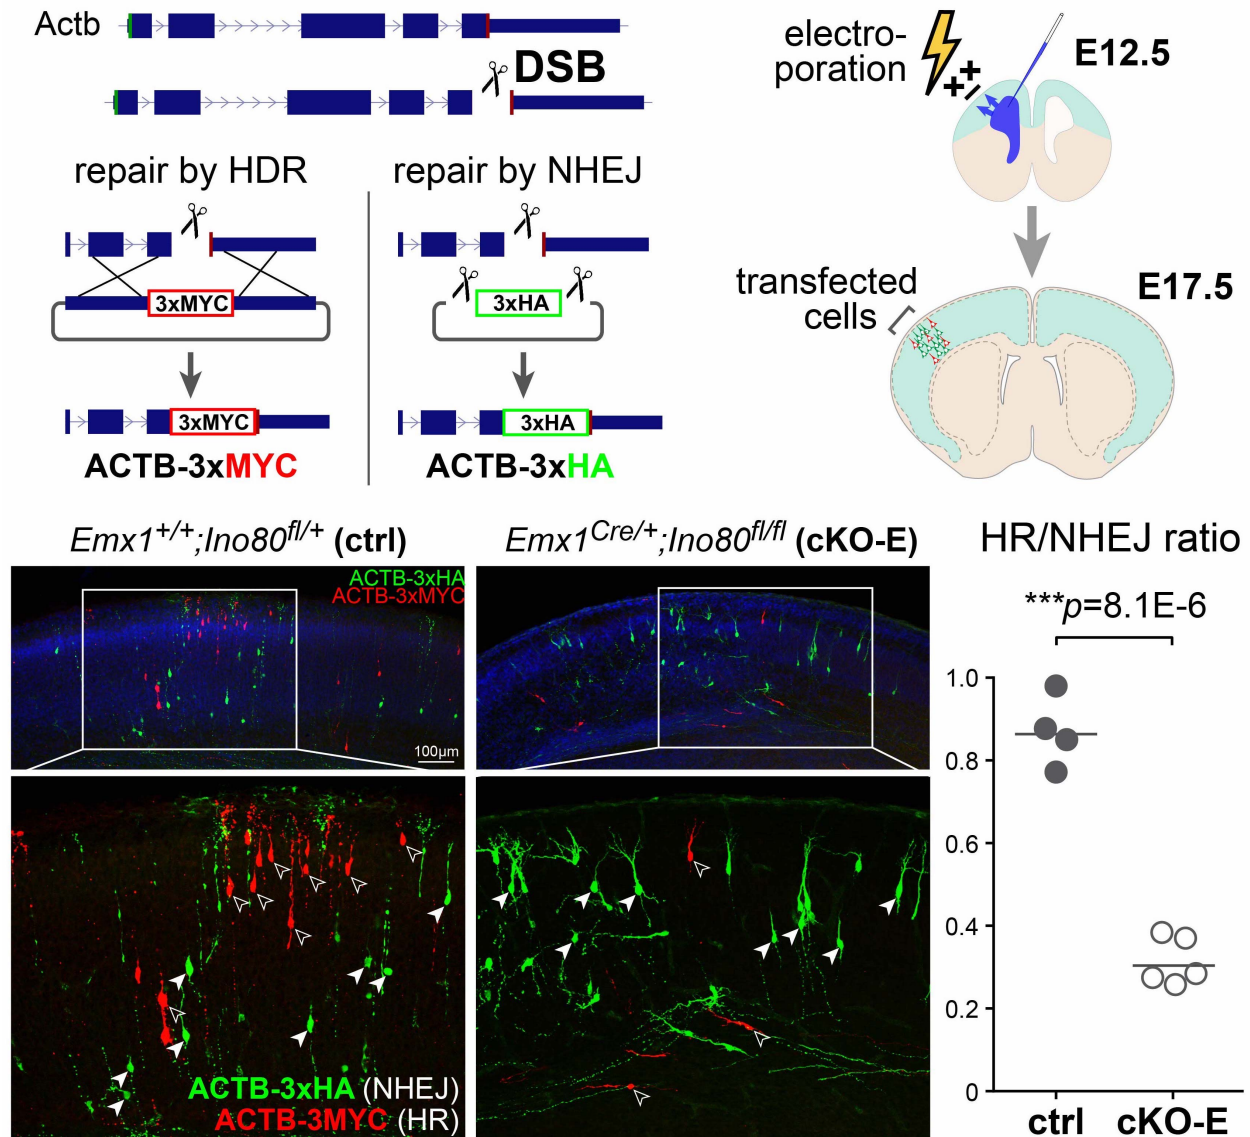 Actb
DSB
repair by HDR
repair by NHEJ
3xMYC
3xHA
3xMYC
3xHA
ACTB-3xMYC
ACTB-3xHA
electro-
poration
E12.5
transfected
cells
E17.5
Emx1+/+;Ino80fl/+ (ctrl)
Emx1Cre/+;Ino80fl/fl (cKO-E)
ACTB-3xHA
ACTB-3xMYC
100µm
ACTB-3xHA (NHEJ)
ACTB-3MYC (HR)
HR/NHEJ ratio
***p=8.1E-6
1.0
0.8
0.6
0.4
0.2
0
ctrl cKO-E